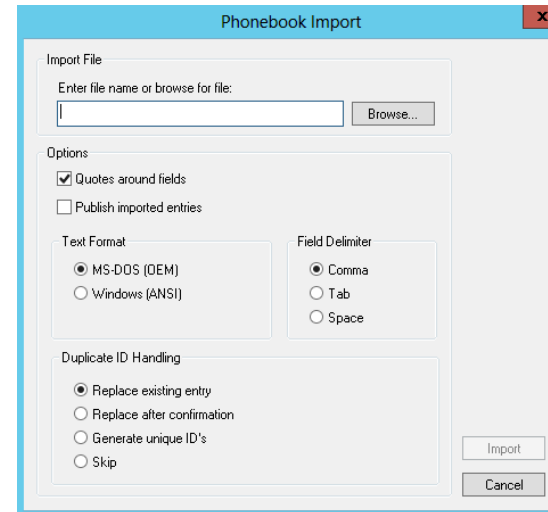 Phonebook Import
x
Import File
Enter file name or browse for file:
Browse...
Options
Quotes around fields
Publish imported entries
Text Format
MS-DOS (OEM)
Windows (ANSI)
Field Delimiter
Comma
Tab
Space
Duplicate ID Handling
Replace existing entry
Replace after confirmation
Generate unique ID's
Skip
Import
Cancel